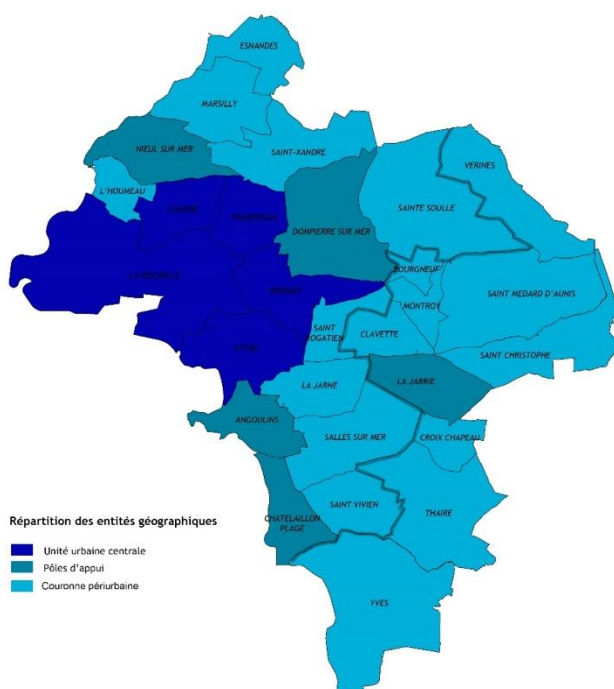 ESNANDES
MARSILLY
NIEUL SUR MER
SAINT-XANDRE
VERINES
L'HOUMEAU
SAINTE SOULLE
LAGORD
PUILBOREAU
DOMPIERRE SUR MER
BOURGNEUF
LA ROCHELLE
PERIGNY
SAINT MEDARD D'AUNIS
MONTROY
SAINT
ROGATIEN
CLAVETTE
AYTRE
SAINT CHRISTOPHE
LA JARNE
LA JARRIE
ANGOULINS
SALLES SUR MER
CROIX CHAPEAU
SAINT VIVIEN
THAIRE
CHATELAILLON
PLAGE
YVES
Répartition des entités géographiques
Unité urbaine centrale
Pôles d'appui
Couronne périurbaine